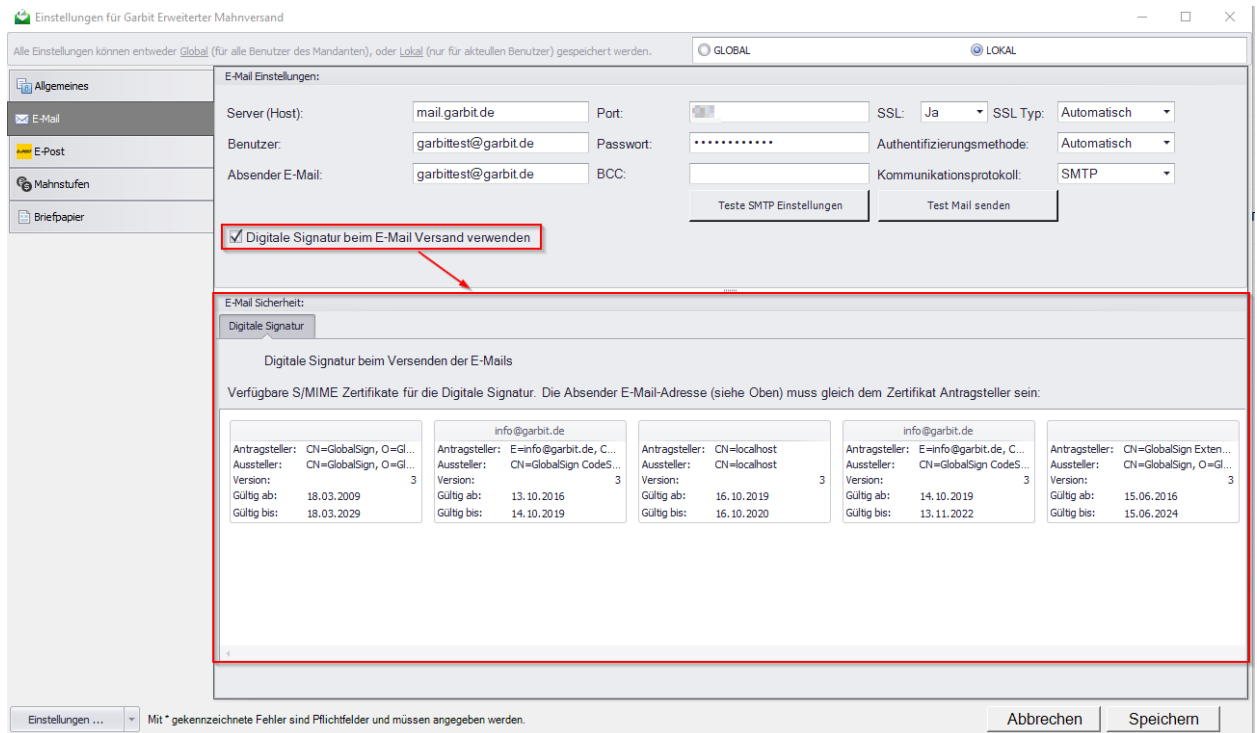 Einstellungen für Garbit Erweiterter Mahnversand
Alle Einstellungen können entweder Global (für alle Benutzer des Mandanten), oder Lokal (nur für akteullen Benutzer) gespeichert werden.
GLOBAL
LOKAL
Allgemeines
E-Mail
E-Post
Mahnstufen
Briefpapier
E-Mail Einstellungen:
Server (Host): mail.garbit.de Port: SSL: Ja SSL Typ: Automatisch
Benutzer: garbittest@garbit.de Passwort: •••••••••••• Authentifizierungsmethode: Automatisch
Absender E-Mail: garbittest@garbit.de BCC: Kommunikationsprotokoll: SMTP
Teste SMTP Einstellungen Test Mail senden
Digitale Signatur beim E-Mail Versand verwenden
E-Mail Sicherheit:
Digitale Signatur
Digitale Signatur beim Versenden der E-Mails
Verfügbare S/MIME Zertifikate für die Digitale Signatur. Die Absender E-Mail-Adresse (siehe Oben) muss gleich dem Zertifikat Antragsteller sein:
Antragsteller: CN=GlobalSign, O=Gl...
Aussteller: CN=GlobalSign, O=Gl...
Version: 3
Gültig ab: 18.03.2009
Gültig bis: 18.03.2029
info@garbit.de
Antragsteller: E=info@garbit.de, C...
Aussteller: CN=GlobalSign CodeS...
Version: 3
Gültig ab: 13.10.2016
Gültig bis: 14.10.2019
Antragsteller: CN=localhost
Aussteller: CN=localhost
Version: 3
Gültig ab: 16.10.2019
Gültig bis: 16.10.2020
info@garbit.de
Antragsteller: E=info@garbit.de, C...
Aussteller: CN=GlobalSign CodeS...
Version: 3
Gültig ab: 14.10.2019
Gültig bis: 13.11.2022
Antragsteller: CN=GlobalSign Exten...
Aussteller: CN=GlobalSign, O=Gl...
Version: 3
Gültig ab: 15.06.2016
Gültig bis: 15.06.2024
Einstellungen ...
Mit * gekennzeichnete Fehler sind Pflichtfelder und müssen angegeben werden.
Abbrechen
Speichern